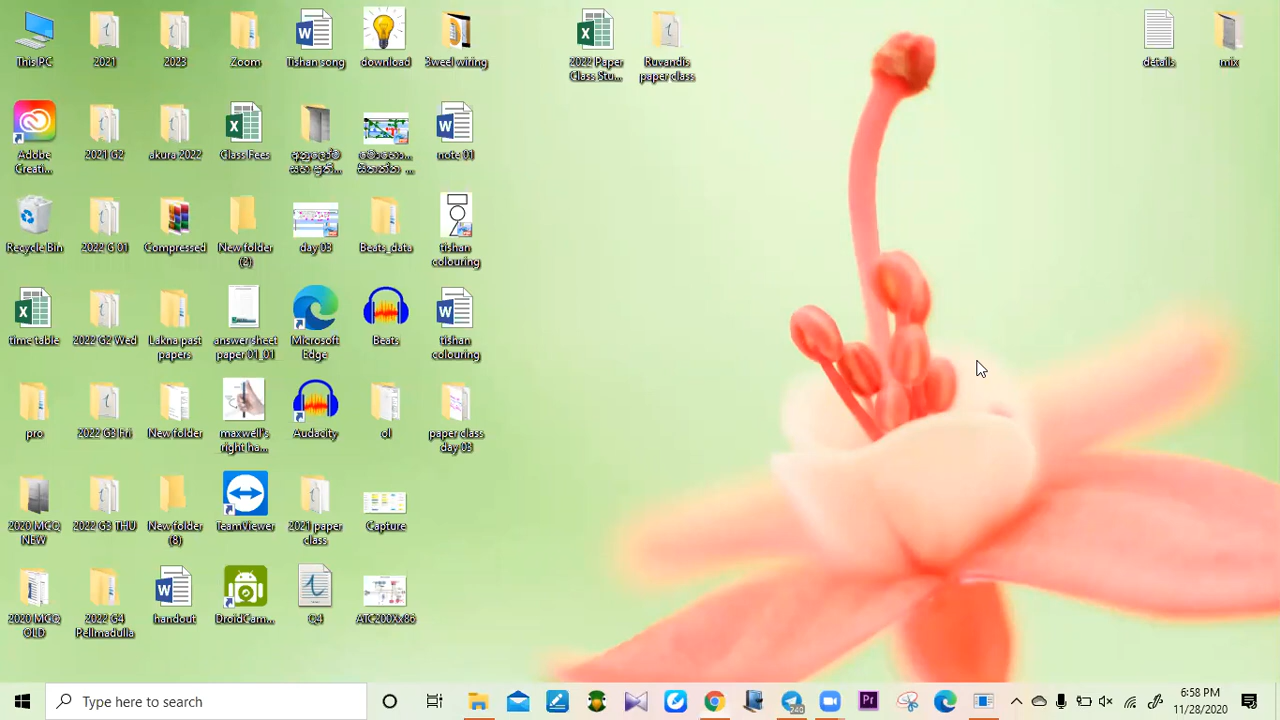 This PC
2021
2023
Zoom
Tishan song
download
3weel wiring
2022 Paper
Class Stu...
Ruvandis
paper class
details
mix
Adobe
Creati...
2021 G2
akura 2022
Class Fees
note 01
Recycle Bin
2022 G 01
Compressed
New folder
(2)
day 03
Beats_data
tishan
colouring
time table
2022 G2 Wed
Lakna past
papers
answer sheet
paper 01_01
Microsoft
Edge
Beats
tishan
colouring
pro
2022 G3 Fri
New folder
maxwell's
right ha...
Audacity
ol
paper class
day 03
2020 MCQ
NEW
2022 G3 THU
New folder
(8)
TeamViewer
2021 paper
class
Capture
2020 MCQ
OLD
2022 G4
Pellmadulla
handout
DroidCam...
Q4
ATC200Xx86
Type here to search
240
6:58 PM
11/28/2020